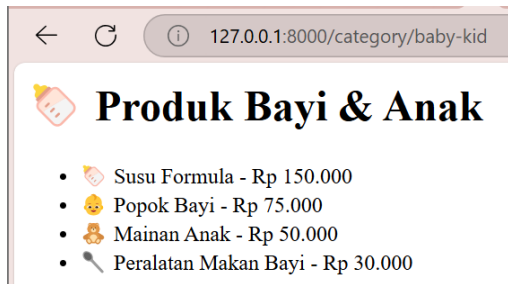 127.0.0.1:8000/category/baby-kid
🍼 Produk Bayi & Anak
• 🍼 Susu Formula - Rp 150.000
• 👶 Popok Bayi - Rp 75.000
• 🧸 Mainan Anak - Rp 50.000
• 🥄 Peralatan Makan Bayi - Rp 30.000